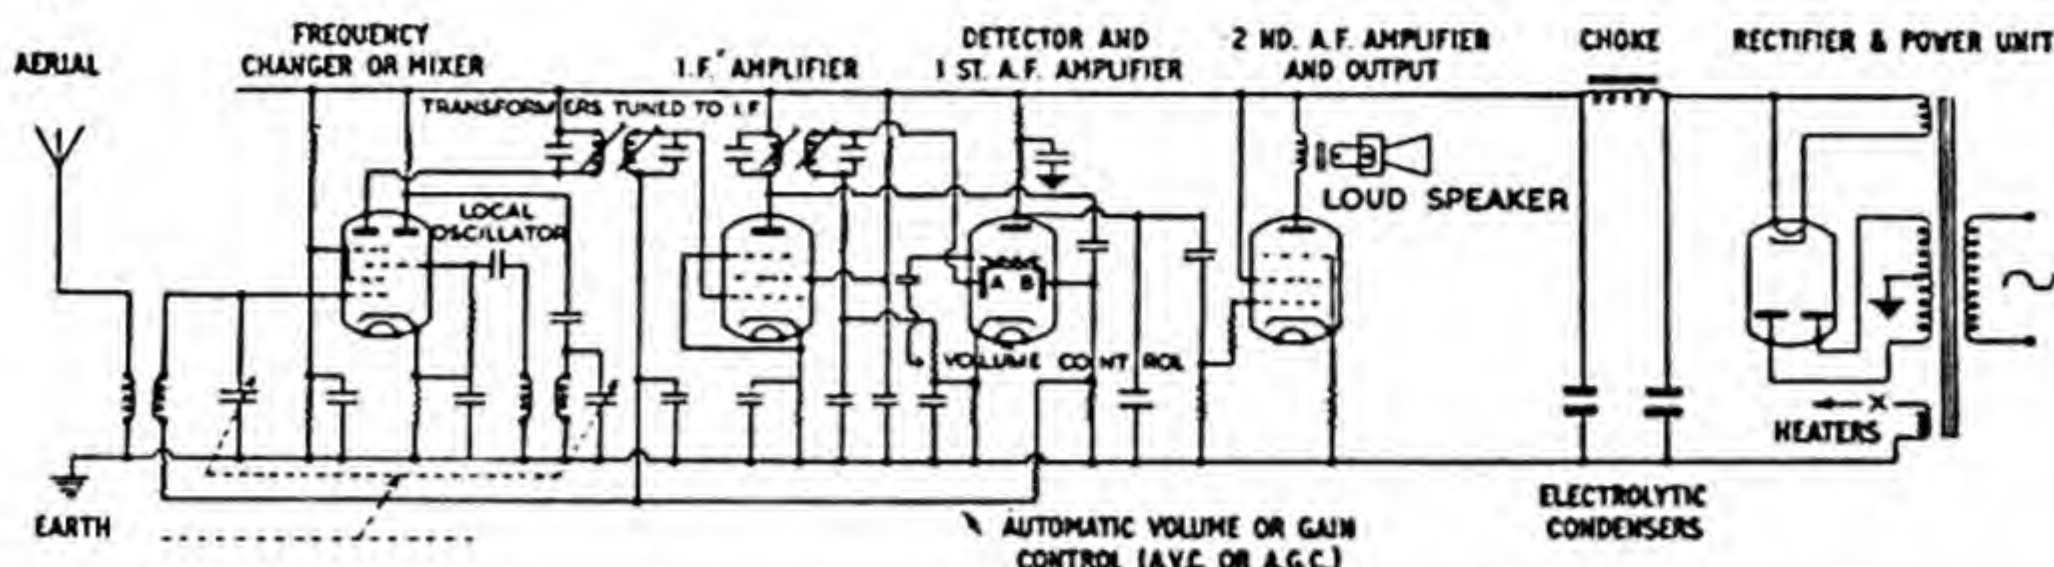 AERIAL
FREQUENCY
CHANGER OR MIXER
I.F. AMPLIFIER
DETECTOR AND
1 ST. A.F. AMPLIFIER
2 ND. A.F. AMPLIFIER
AND OUTPUT
CHOKE
RECTIFIER & POWER UNIT
TRANSFORMERS TUNED TO I.F
LOCAL
OSCILLATOR
LOUD SPEAKER
A B
VOLUME CONTROL
X
HEATERS
EARTH
AUTOMATIC VOLUME OR GAIN
CONTROL (A.V.C. OR A.G.C.)
ELECTROLYTIC
CONDENSERS